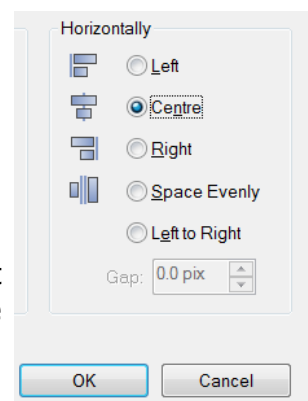 Horizontally
Left
Centre
Right
Space Evenly
Left to Right
Gap: 0.0 pix
OK Cancel